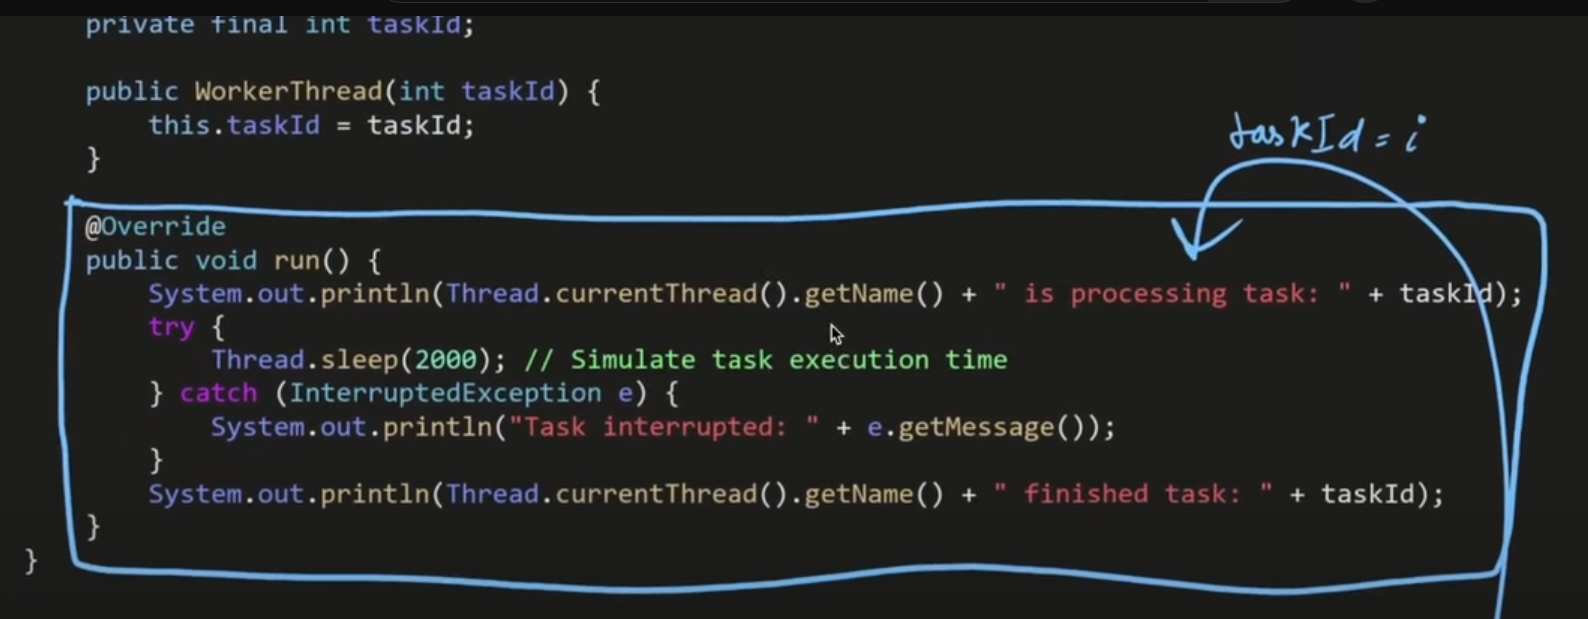 private final int taskId;
public WorkerThread(int taskId) {
this.taskId = taskId;
}
taskId = i
@Override
public void run() {
System.out.println(Thread.currentThread().getName() + " is processing task: " + taskId);
try {
Thread.sleep(2000); // Simulate task execution time
} catch (InterruptedException e) {
System.out.println("Task interrupted: " + e.getMessage());
}
System.out.println(Thread.currentThread().getName() + " finished task: " + taskId);
}
}